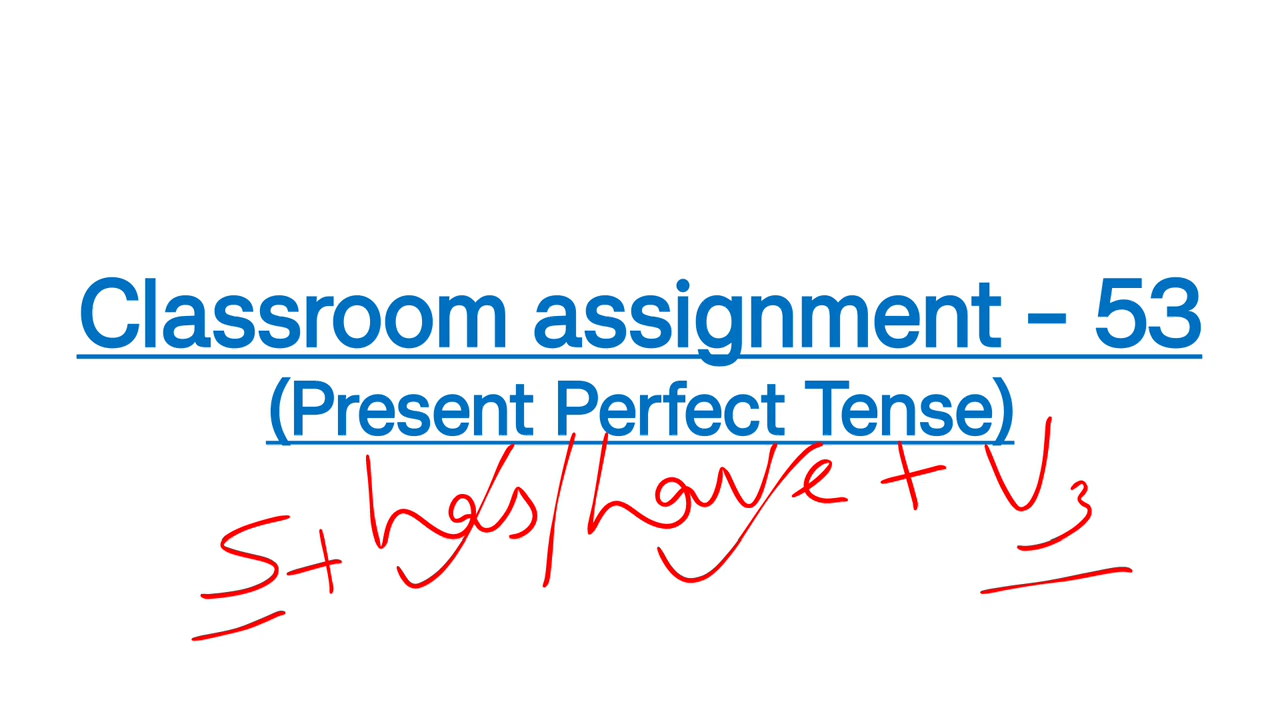 Classroom assignment - 53
(Present Perfect Tense)
S + has/have + V3